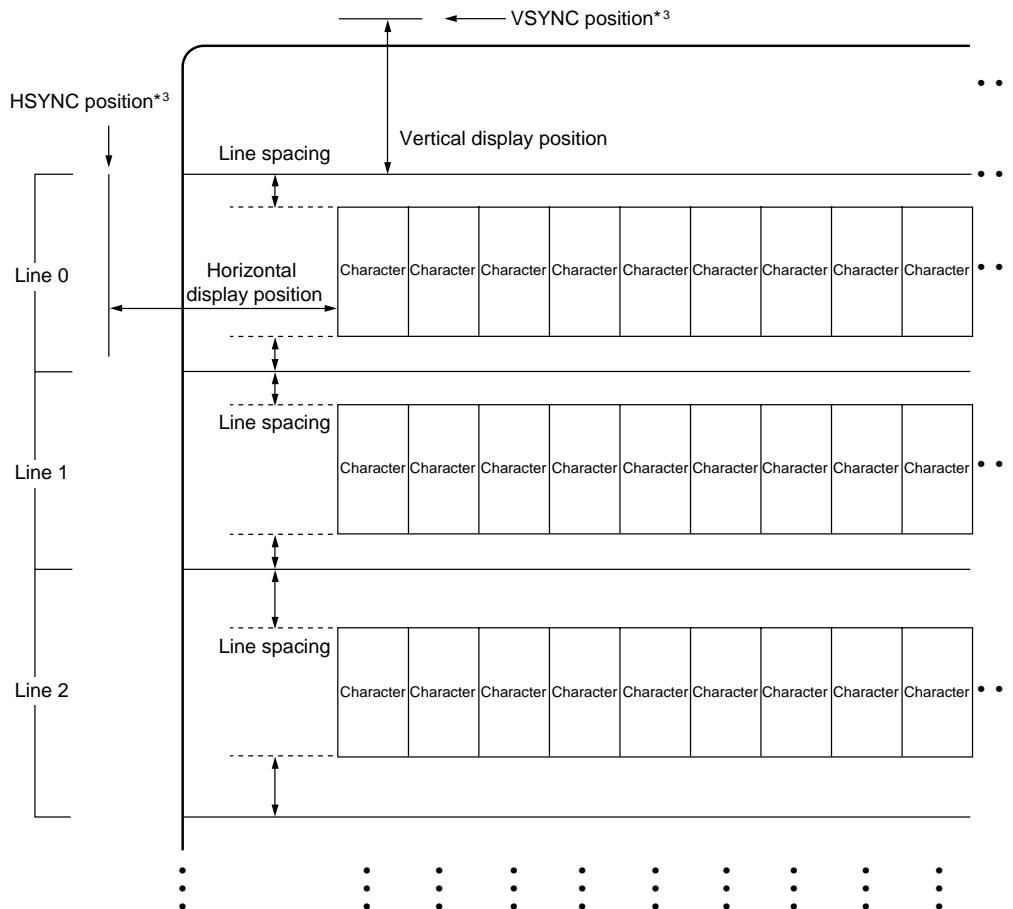 VSYNC position*3
HSYNC position*3
Vertical display position
Line spacing
Line 0
Horizontal
display position
Character Character Character Character Character Character Character Character Character
Line spacing
Line 1
Character Character Character Character Character Character Character Character Character
Line spacing
Line 2
Character Character Character Character Character Character Character Character Character